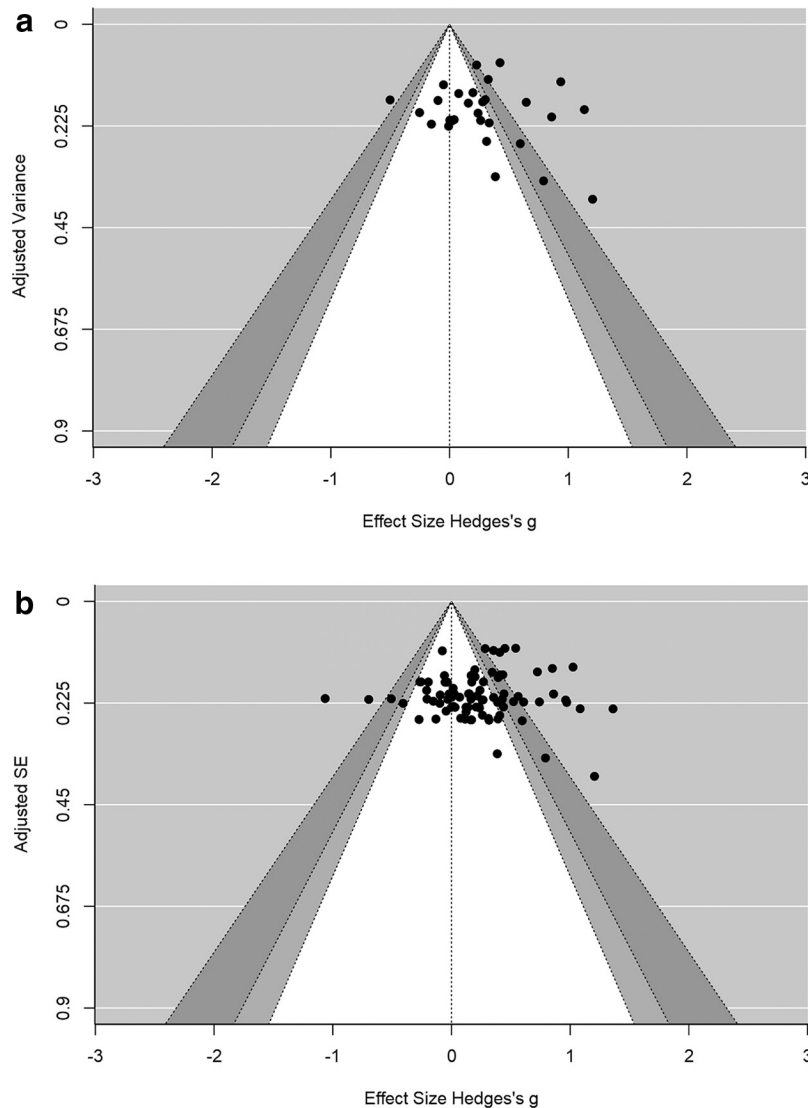 a
0
0.225
0.45
0.675
0.9
Adjusted Variance
-3 -2 -1 0 1 2 3
Effect Size Hedges's g
b
0
0.225
0.45
0.675
0.9
Adjusted SE
-3 -2 -1 0 1 2 3
Effect Size Hedges's g